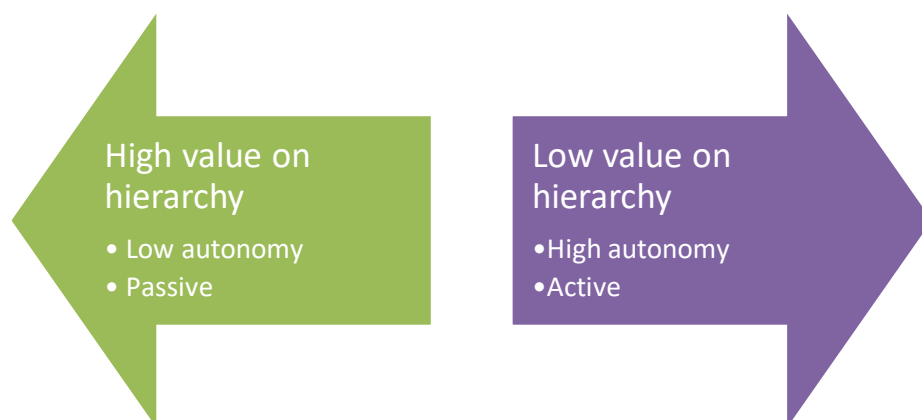 High value on
hierarchy
• Low autonomy
• Passive
Low value on
hierarchy
•High autonomy
•Active